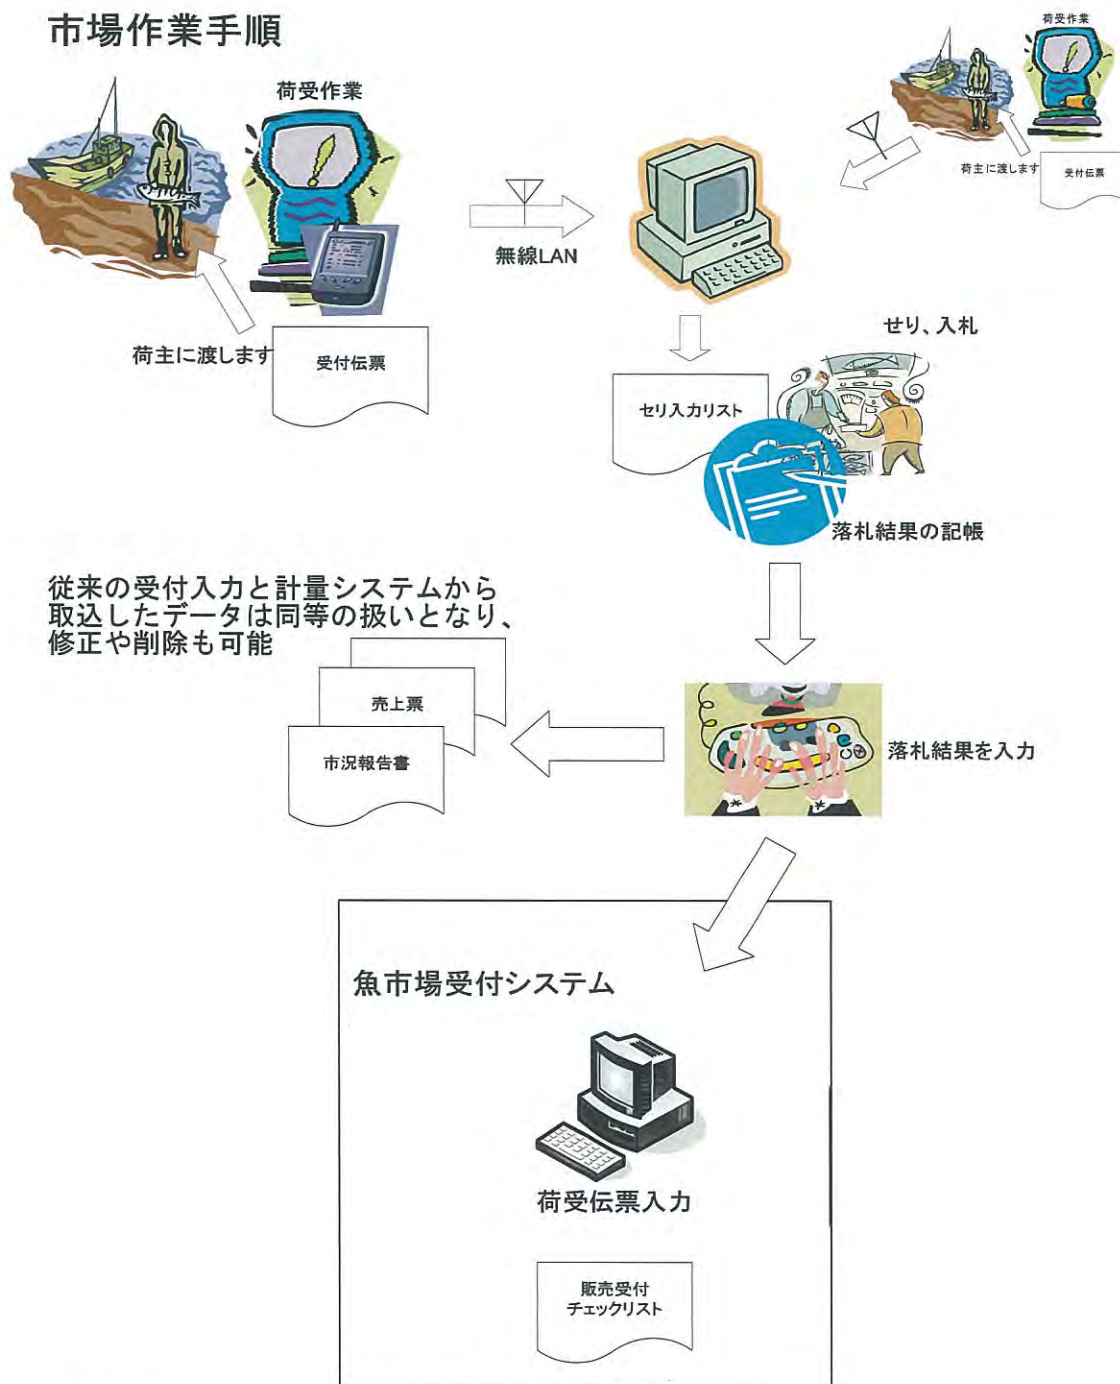 市場作業手順
荷受作業
荷受作業
荷主に渡します
受付伝票
無線LAN
荷主に渡します
受付伝票
せり、入札
セリ入力リスト
落札結果の記帳
従来の受付入力と計量システムから
取込したデータは同等の扱いとなり、
修正や削除も可能
売上票
市況報告書
落札結果を入力
魚市場受付システム
荷受伝票入力
販売受付
チェックリスト